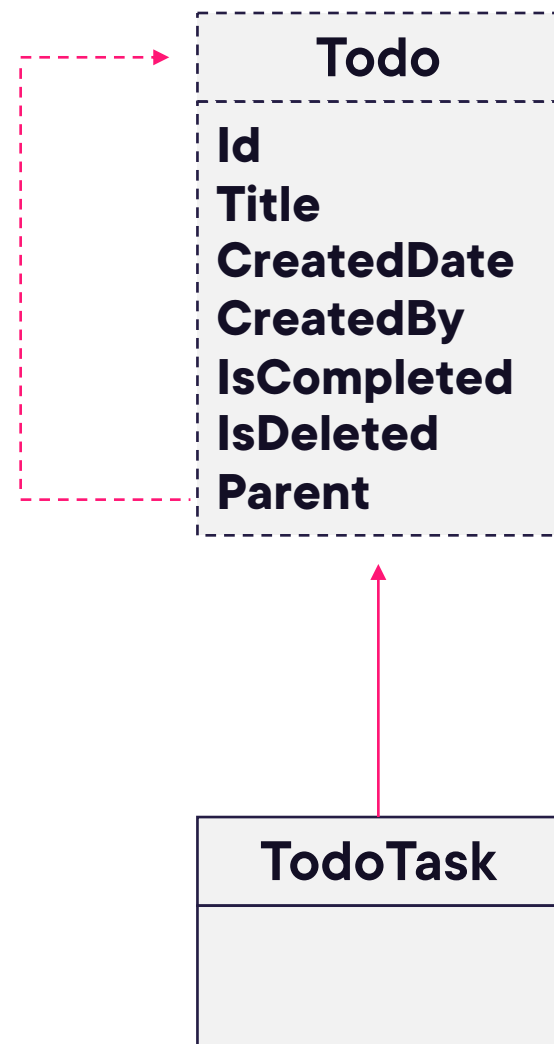 Todo
Id
Title
CreatedDate
CreatedBy
IsCompleted
IsDeleted
Parent
TodoTask